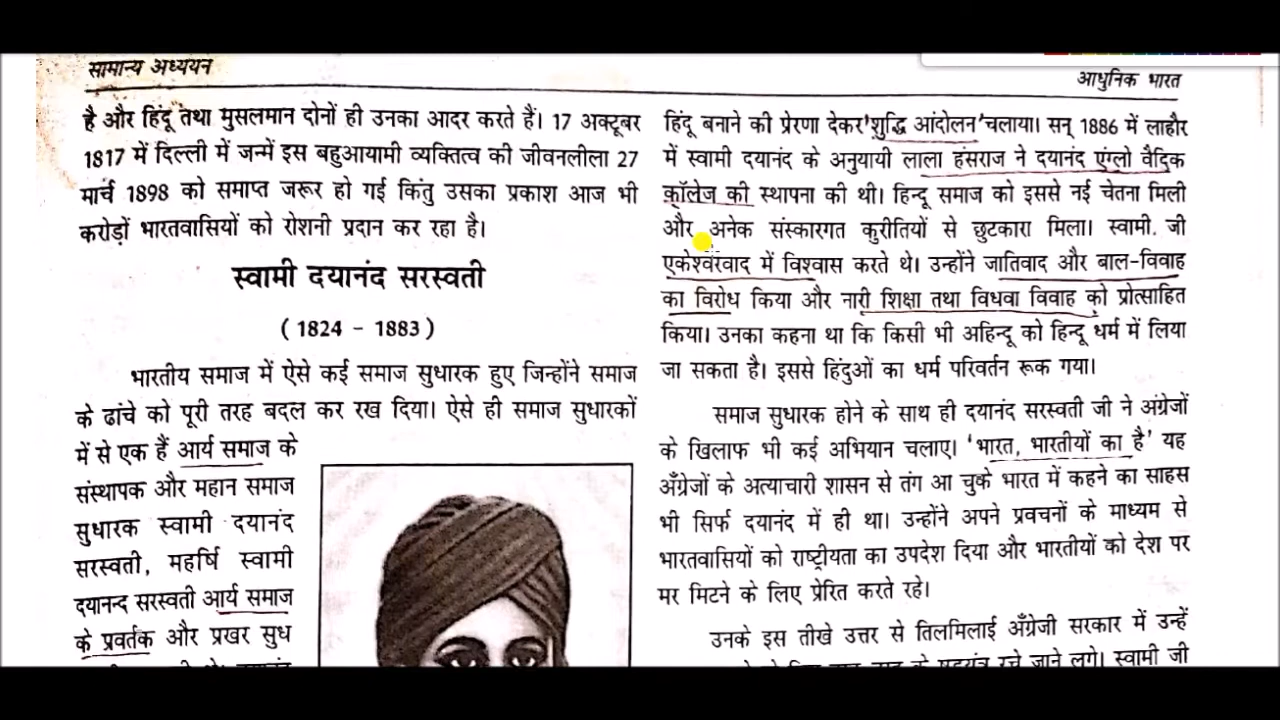 सामान्य अध्ययन
आधुनिक भारत
है और हिंदू तथा मुसलमान दोनों ही उनका आदर करते हैं। 17 अक्टूबर
1817 में दिल्ली में जन्में इस बहुआयामी व्यक्तित्व की जीवनलीला 27
मार्च 1898 को समाप्त जरूर हो गई किंतु उसका प्रकाश आज भी
करोड़ों भारतवासियों को रोशनी प्रदान कर रहा है।
स्वामी दयानंद सरस्वती
( 1824 - 1883 )
भारतीय समाज में ऐसे कई समाज सुधारक हुए जिन्होंने समाज
के ढांचे को पूरी तरह बदल कर रख दिया। ऐसे ही समाज सुधारकों
में से एक हैं आर्य समाज के
संस्थापक और महान समाज
सुधारक स्वामी दयानंद
सरस्वती, महर्षि स्वामी
दयानन्द सरस्वती आर्य समाज
के प्रवर्तक और प्रखर सुध
हिंदू बनाने की प्रेरणा देकर 'शुद्धि आंदोलन' चलाया। सन् 1886 में लाहौर
में स्वामी दयानंद के अनुयायी लाला हंसराज ने दयानंद एंग्लो वैदिक
कॉलेज की स्थापना की थी। हिन्दू समाज को इससे नई चेतना मिली
और अनेक संस्कारगत कुरीतियों से छुटकारा मिला। स्वामी जी
एकेश्वरवाद में विश्वास करते थे। उन्होंने जातिवाद और बाल-विवाह
का विरोध किया और नारी शिक्षा तथा विधवा विवाह को प्रोत्साहित
किया। उनका कहना था कि किसी भी अहिन्दू को हिन्दू धर्म में लिया
जा सकता है। इससे हिंदुओं का धर्म परिवर्तन रूक गया।
समाज सुधारक होने के साथ ही दयानंद सरस्वती जी ने अंग्रेजों
के खिलाफ भी कई अभियान चलाए। 'भारत, भारतीयों का है' यह
अँग्रेजों के अत्याचारी शासन से तंग आ चुके भारत में कहने का साहस
भी सिर्फ दयानंद में ही था। उन्होंने अपने प्रवचनों के माध्यम से
भारतवासियों को राष्ट्रीयता का उपदेश दिया और भारतीयों को देश पर
मर मिटने के लिए प्रेरित करते रहे।
उनके इस तीखे उत्तर से तिलमिलाई अँग्रेजी सरकार में उन्हें
के षड्यंत्र रचे जाने लगे। स्वामी जी